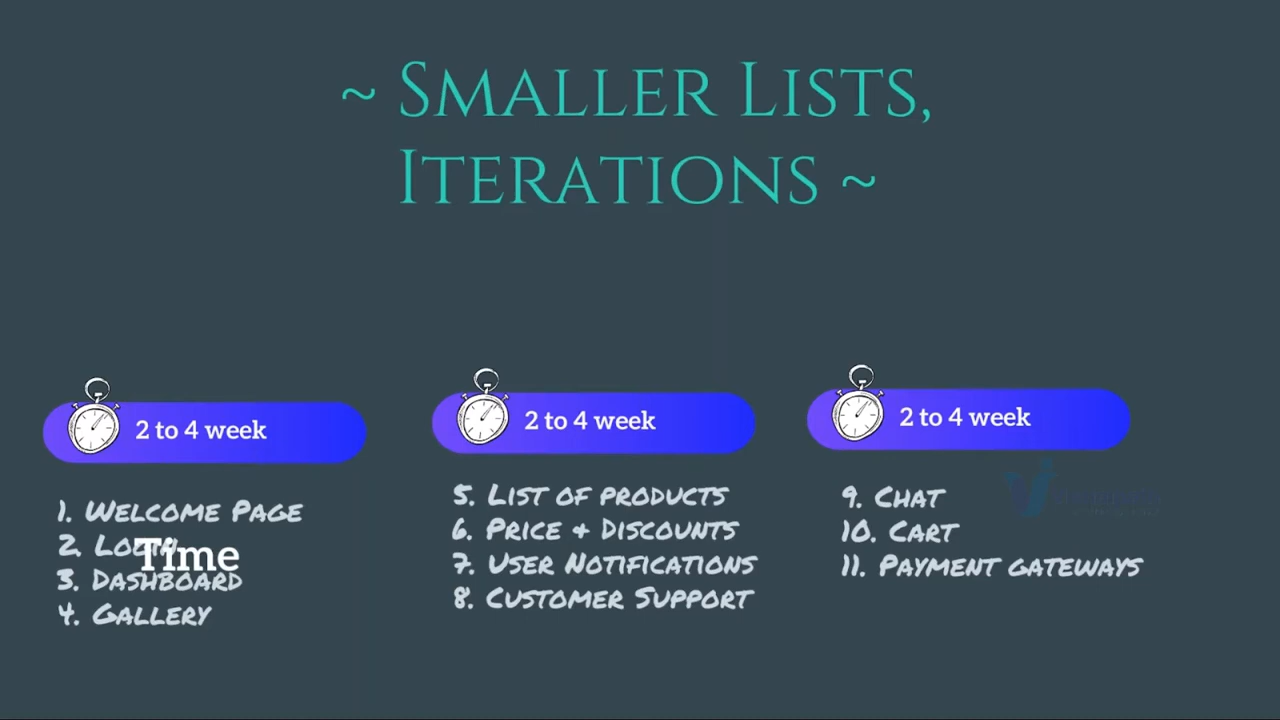 ~ Smaller Lists,
Iterations ~
2 to 4 week
1. Welcome Page
2. Login
3. Dashboard
4. Gallery
Time
2 to 4 week
5. List of products
6. Price + Discounts
7. User Notifications
8. Customer Support
2 to 4 week
9. Chat
10. Cart
11. Payment gateways